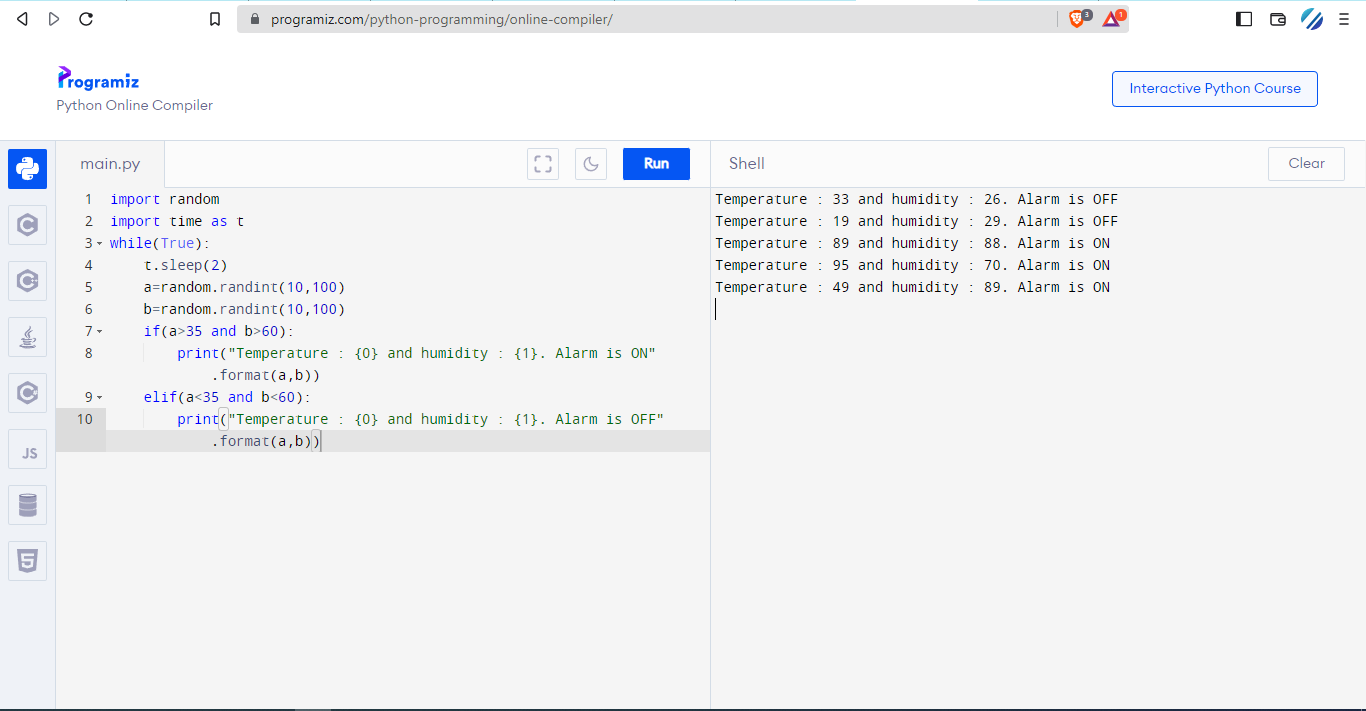 programiz.com/python-programming/online-compiler/
3
1
Programiz
Python Online Compiler
Interactive Python Course
main.py
Run
Shell
Clear
1 import random
2 import time as t
3 while(True):
4 t.sleep(2)
5 a=random.randint(10,100)
6 b=random.randint(10,100)
7 if(a>35 and b>60):
8 print("Temperature : {0} and humidity : {1}. Alarm is ON"
.format(a,b))
9 elif(a<35 and b<60):
10 print("Temperature : {0} and humidity : {1}. Alarm is OFF"
.format(a,b))
Temperature : 33 and humidity : 26. Alarm is OFF
Temperature : 19 and humidity : 29. Alarm is OFF
Temperature : 89 and humidity : 88. Alarm is ON
Temperature : 95 and humidity : 70. Alarm is ON
Temperature : 49 and humidity : 89. Alarm is ON
JS
5